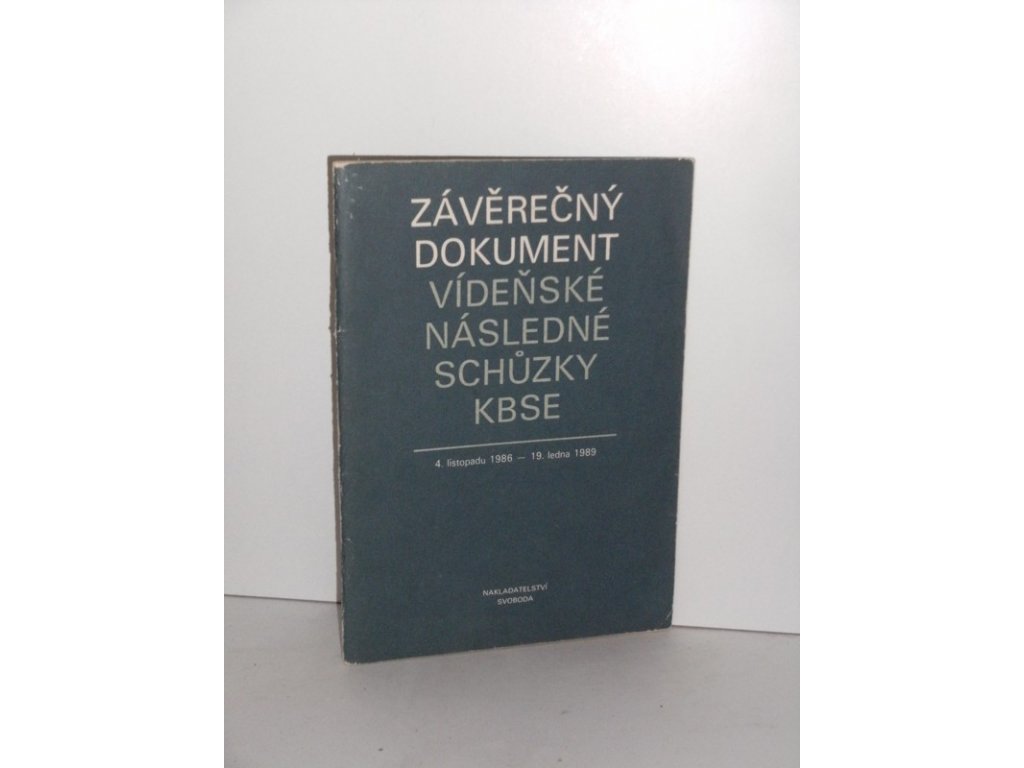 ZÁVĚREČNÝ
DOKUMENT
VÍDEŇSKÉ
NÁSLEDNÉ
SCHŮZKY
KBSE
4. listopadu 1986 — 19. ledna 1989
NAKLADATELSTVÍ
SVOBODA